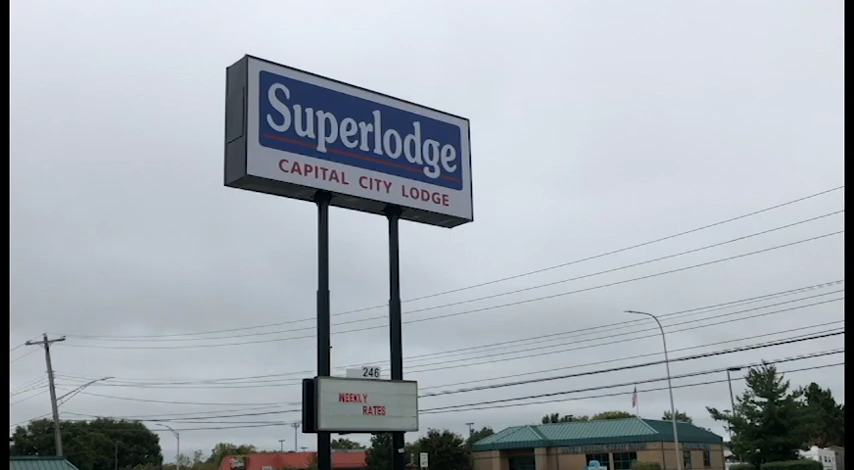 Superlodge
CAPITAL CITY LODGE
246
WEEKLY
RATES